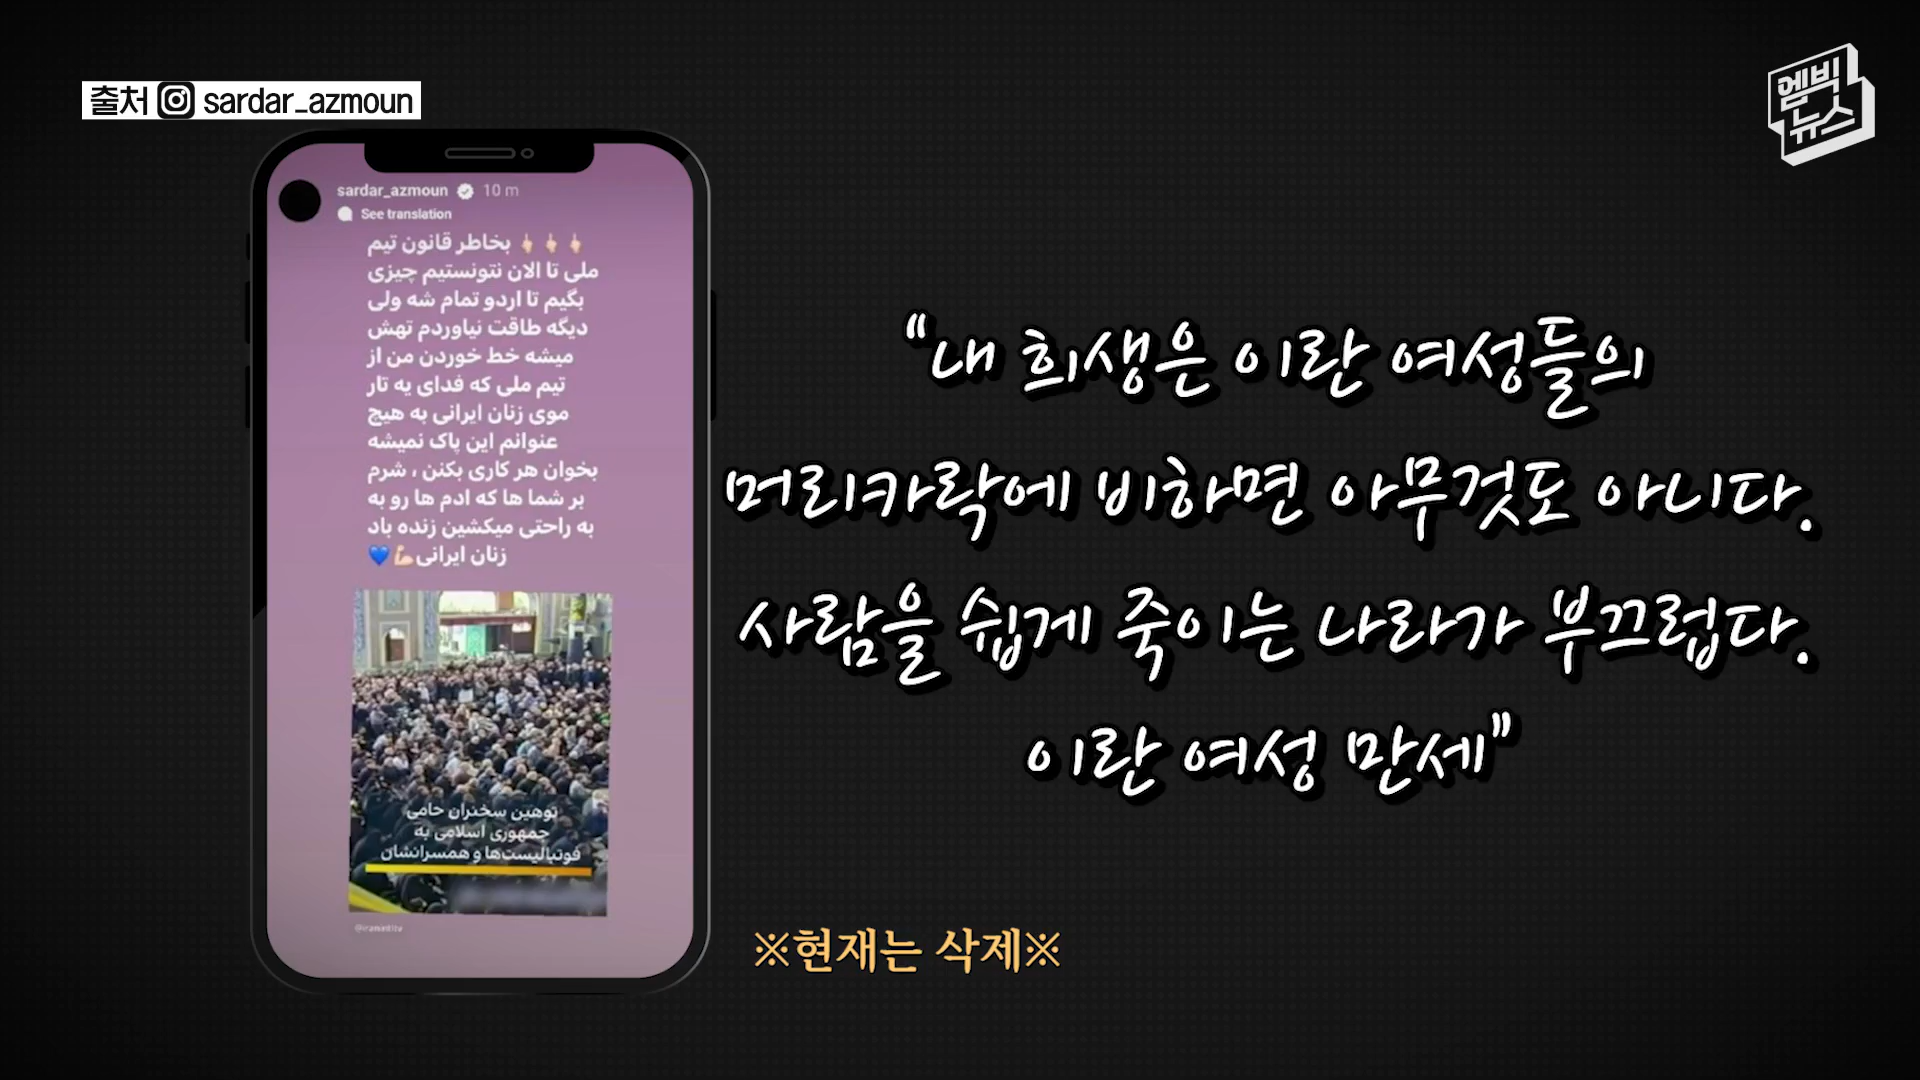 출처 sardar_azmoun
엠빅
뉴스
sardar_azmoun 10 m
See translation
👆🏻👆🏻👆🏻 بخاطر قانون تیم
ملی تا الان نتونستیم چیزی
بگیم تا اردو تمام شه ولی
دیگه طاقت نیاوردم تهش
میشه خط خوردن من از
تیم ملی که فدای یه تار
موی زنان ایرانی به هیچ
عنوانم این پاک نمیشه
بخوان هر کاری بکنن ، شرم
بر شما ها که ادم ها رو به
به راحتی میکشین زنده باد
زنان ایرانی💪🏻💙
توهین سخنران حامی
جمهوری اسلامی به
فوتبالیست‌ها و همسرانشان
"내 희생은 이란 여성들의
머리카락에 비하면 아무것도 아니다.
사람을 쉽게 죽이는 나라가 부끄럽다.
이란 여성 만세"
※현재는 삭제※